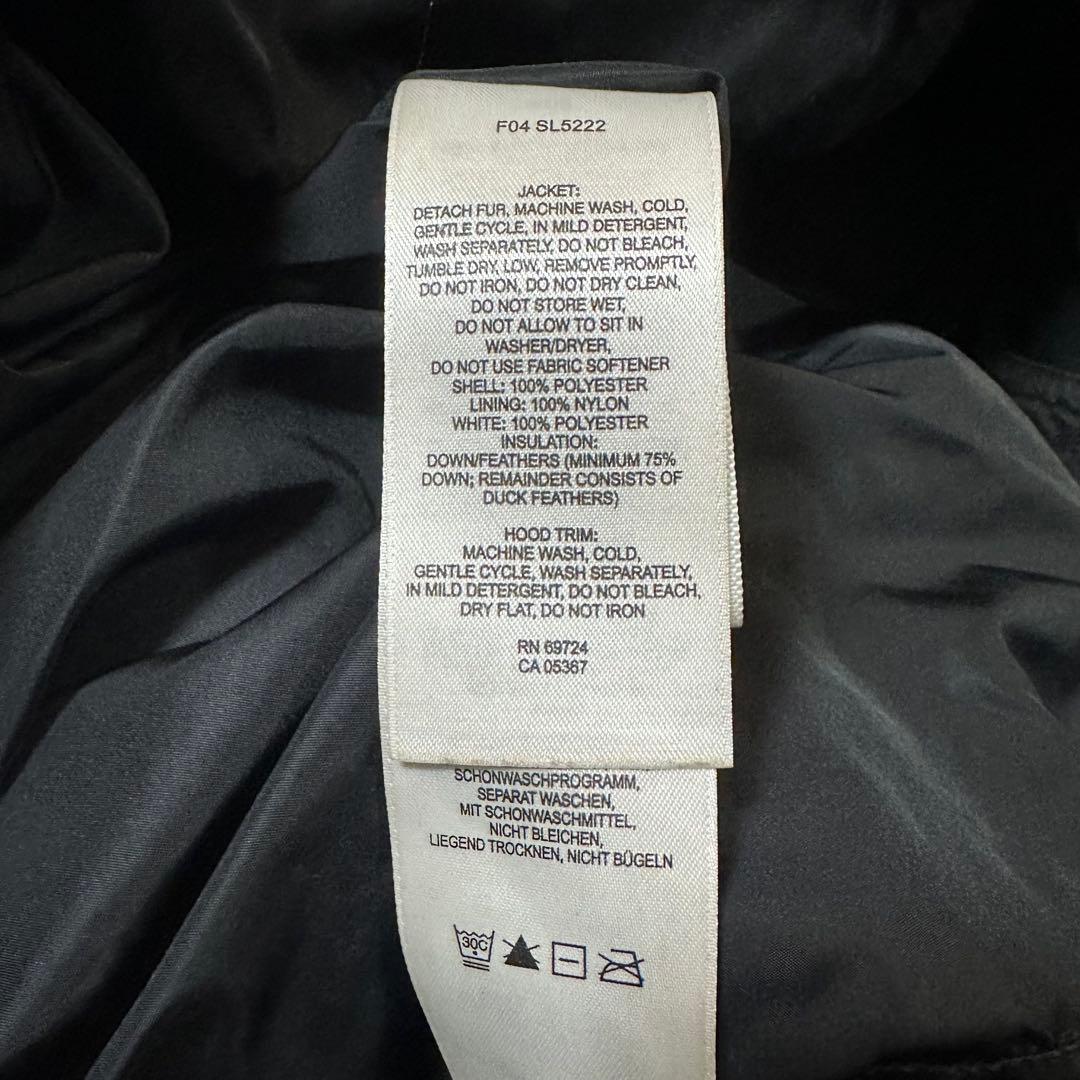 F04 SL5222
JACKET:
DETACH FUR, MACHINE WASH, COLD,
GENTLE CYCLE, IN MILD DETERGENT,
WASH SEPARATELY, DO NOT BLEACH,
TUMBLE DRY, LOW, REMOVE PROMPTLY,
DO NOT IRON, DO NOT DRY CLEAN,
DO NOT STORE WET,
DO NOT ALLOW TO SIT IN
WASHER/DRYER,
DO NOT USE FABRIC SOFTENER
SHELL: 100% POLYESTER
LINING: 100% NYLON
WHITE: 100% POLYESTER
INSULATION:
DOWN/FEATHERS (MINIMUM 75%
DOWN; REMAINDER CONSISTS OF
DUCK FEATHERS)
HOOD TRIM:
MACHINE WASH, COLD,
GENTLE CYCLE, WASH SEPARATELY,
IN MILD DETERGENT, DO NOT BLEACH,
DRY FLAT, DO NOT IRON
RN 69724
CA 05367
SCHONWASCHPROGRAMM,
SEPARAT WASCHEN,
MIT SCHONWASCHMITTEL,
NICHT BLEICHEN,
LIEGEND TROCKNEN, NICHT BÜGELN
30C